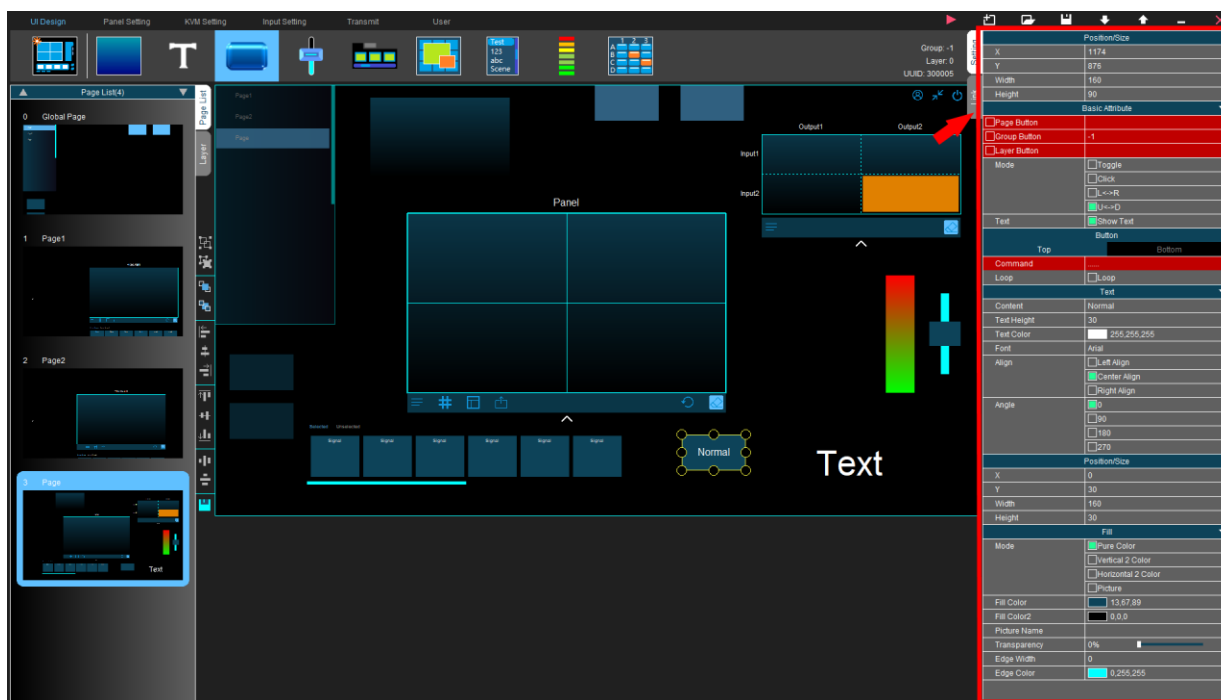 UI Design Panel Setting KVM Setting Input Setting Transmit User
T
Text
123
abc
Scene
1 2 3
A
B
C
D
Group: -1
Layer: 0
UUID: 300005
Page List(4)
Page List
Layer
0 Global Page
1 Page1
2 Page2
3 Page
Text
Page1
Page2
Page
Panel
Output1 Output2
Input1
Input2
Selected Unselected
Signal Signal Signal Signal Signal Signal
Normal
Text
Setting
Link
Position/Size
X 1174
Y 876
Width 160
Height 90
Basic Attribute
Page Button
Group Button -1
Layer Button
Mode Toggle
Click
L<->R
U<->D
Text Show Text
Button
Top Bottom
Command .....
Loop Loop
Text
Content Normal
Text Height 30
Text Color 255,255,255
Font Arial
Align Left Align
Center Align
Right Align
Angle 0
90
180
270
Position/Size
X 0
Y 30
Width 160
Height 30
Fill
Mode Pure Color
Vertical 2 Color
Horizontal 2 Color
Picture
Fill Color 13,67,89
Fill Color2 0,0,0
Picture Name
Transparency 0%
Edge Width 0
Edge Color 0,255,255